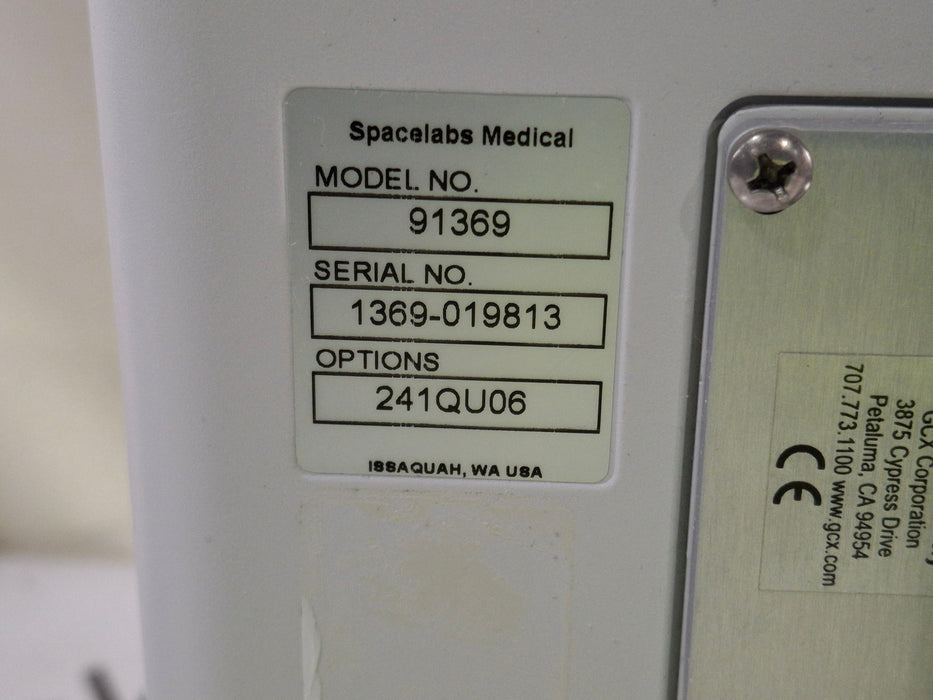 Spacelabs Medical
MODEL NO.
91369
SERIAL NO.
1369-019813
OPTIONS
241QU06
ISSAQUAH, WA USA
GCX Corporation
3875 Cypress Drive
Petaluma, CA 94954
707.773.1100 www.gcx.com
CE